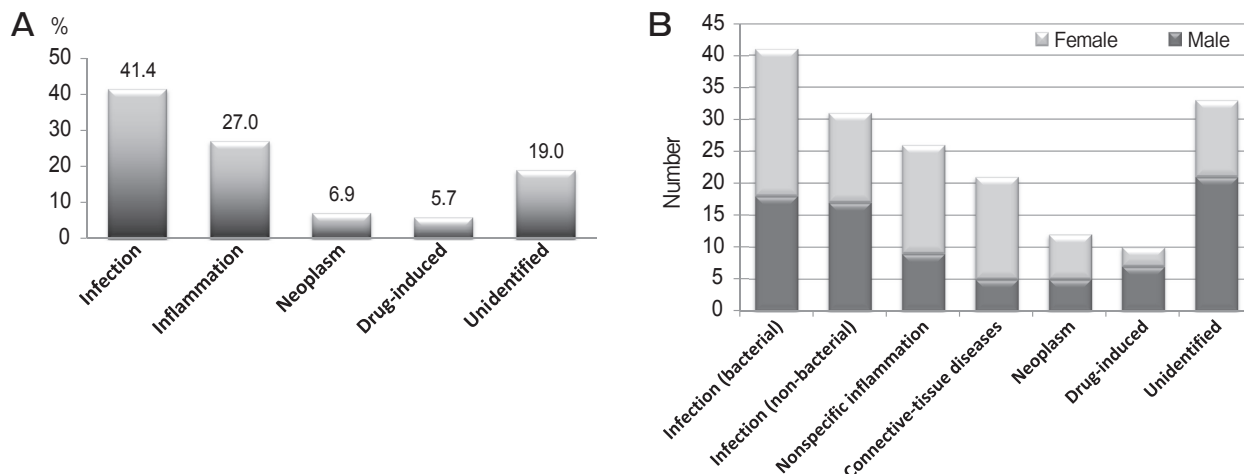 A
%
50
40
30
20
10
0
41.4
27.0
6.9
5.7
19.0
Infection
Inflammation
Neoplasm
Drug-induced
Unidentified
B
Number
45
40
35
30
25
20
15
10
5
0
Female
Male
Infection (bacterial)
Infection (non-bacterial)
Nonspecific inflammation
Connective-tissue diseases
Neoplasm
Drug-induced
Unidentified